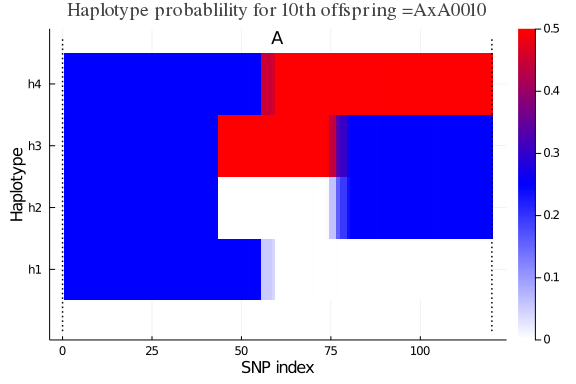 Haplotype probablility for 10th offspring =AxA0010
A
0.5
0.4
0.3
0.2
0.1
0
Haplotype
h4
h3
h2
h1
0 25 50 75 100
SNP index